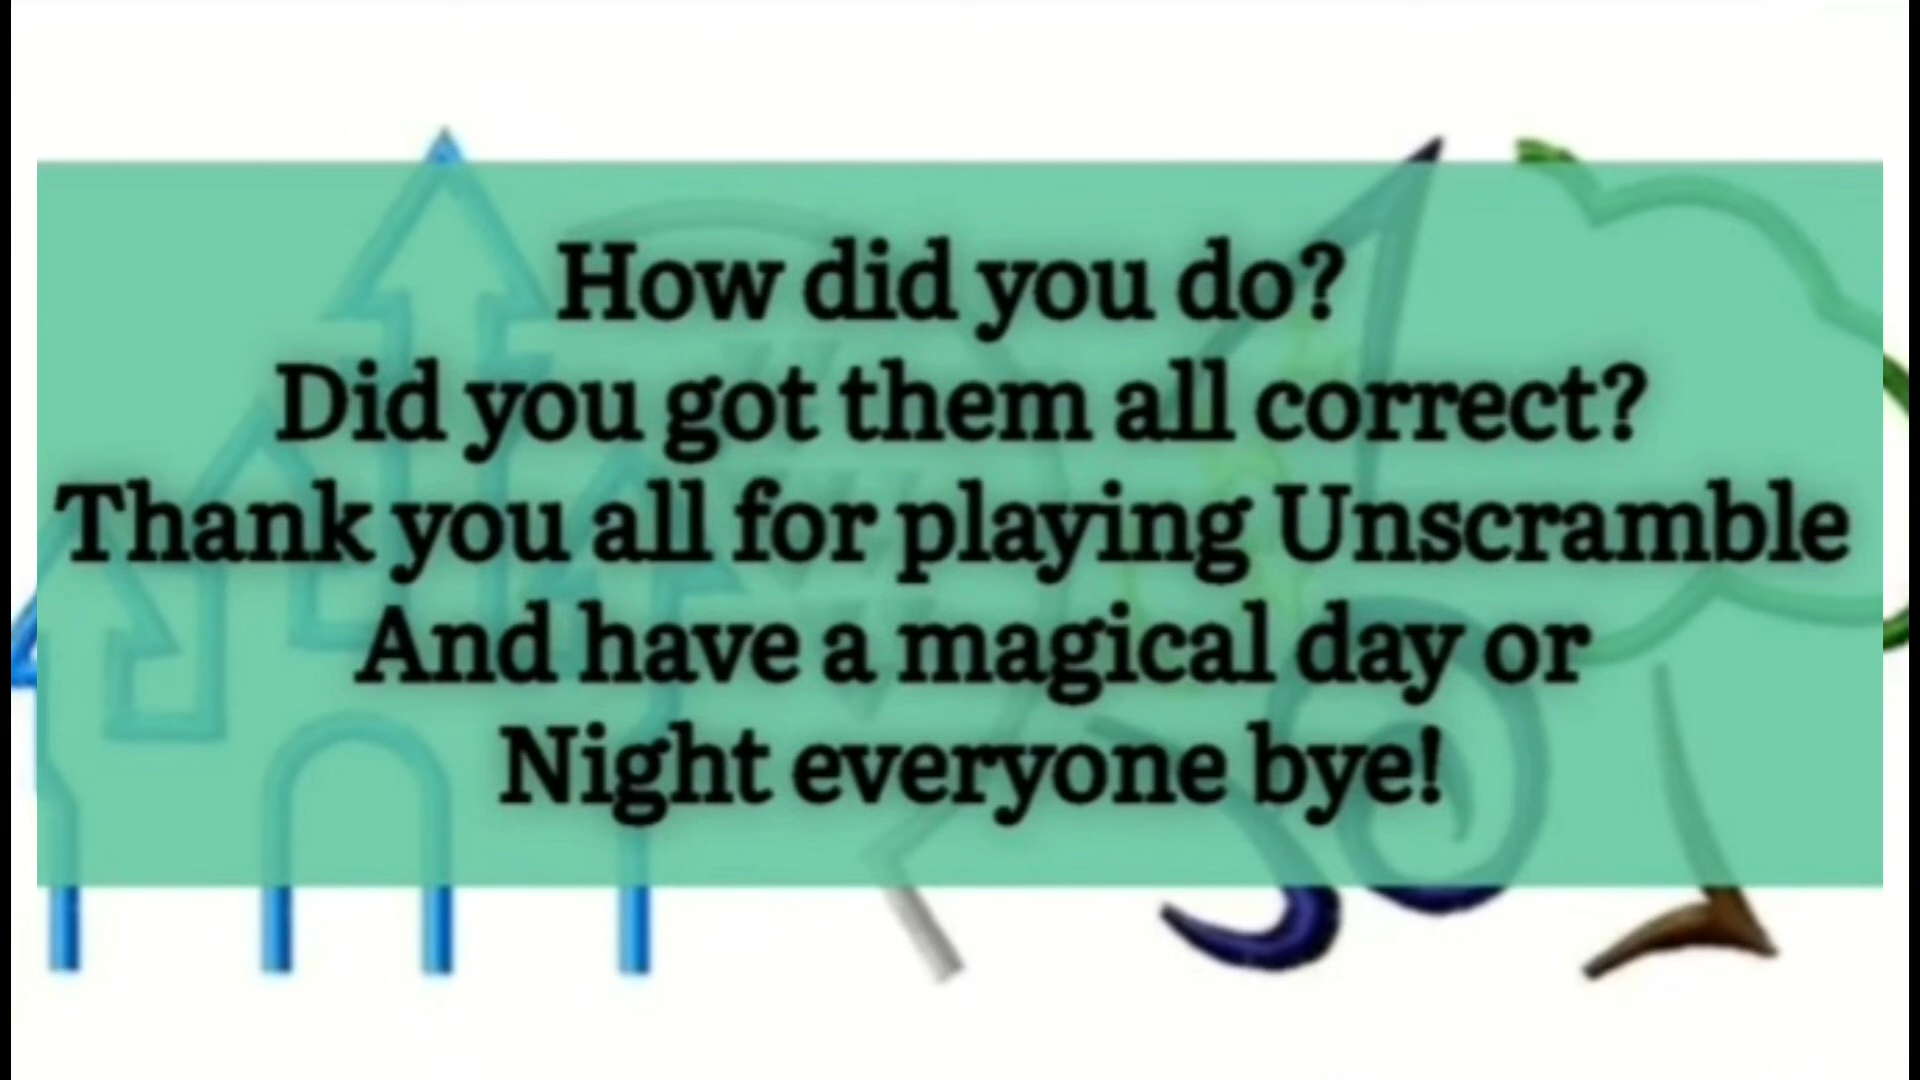 How did you do?
Did you got them all correct?
Thank you all for playing Unscramble
And have a magical day or
Night everyone bye!